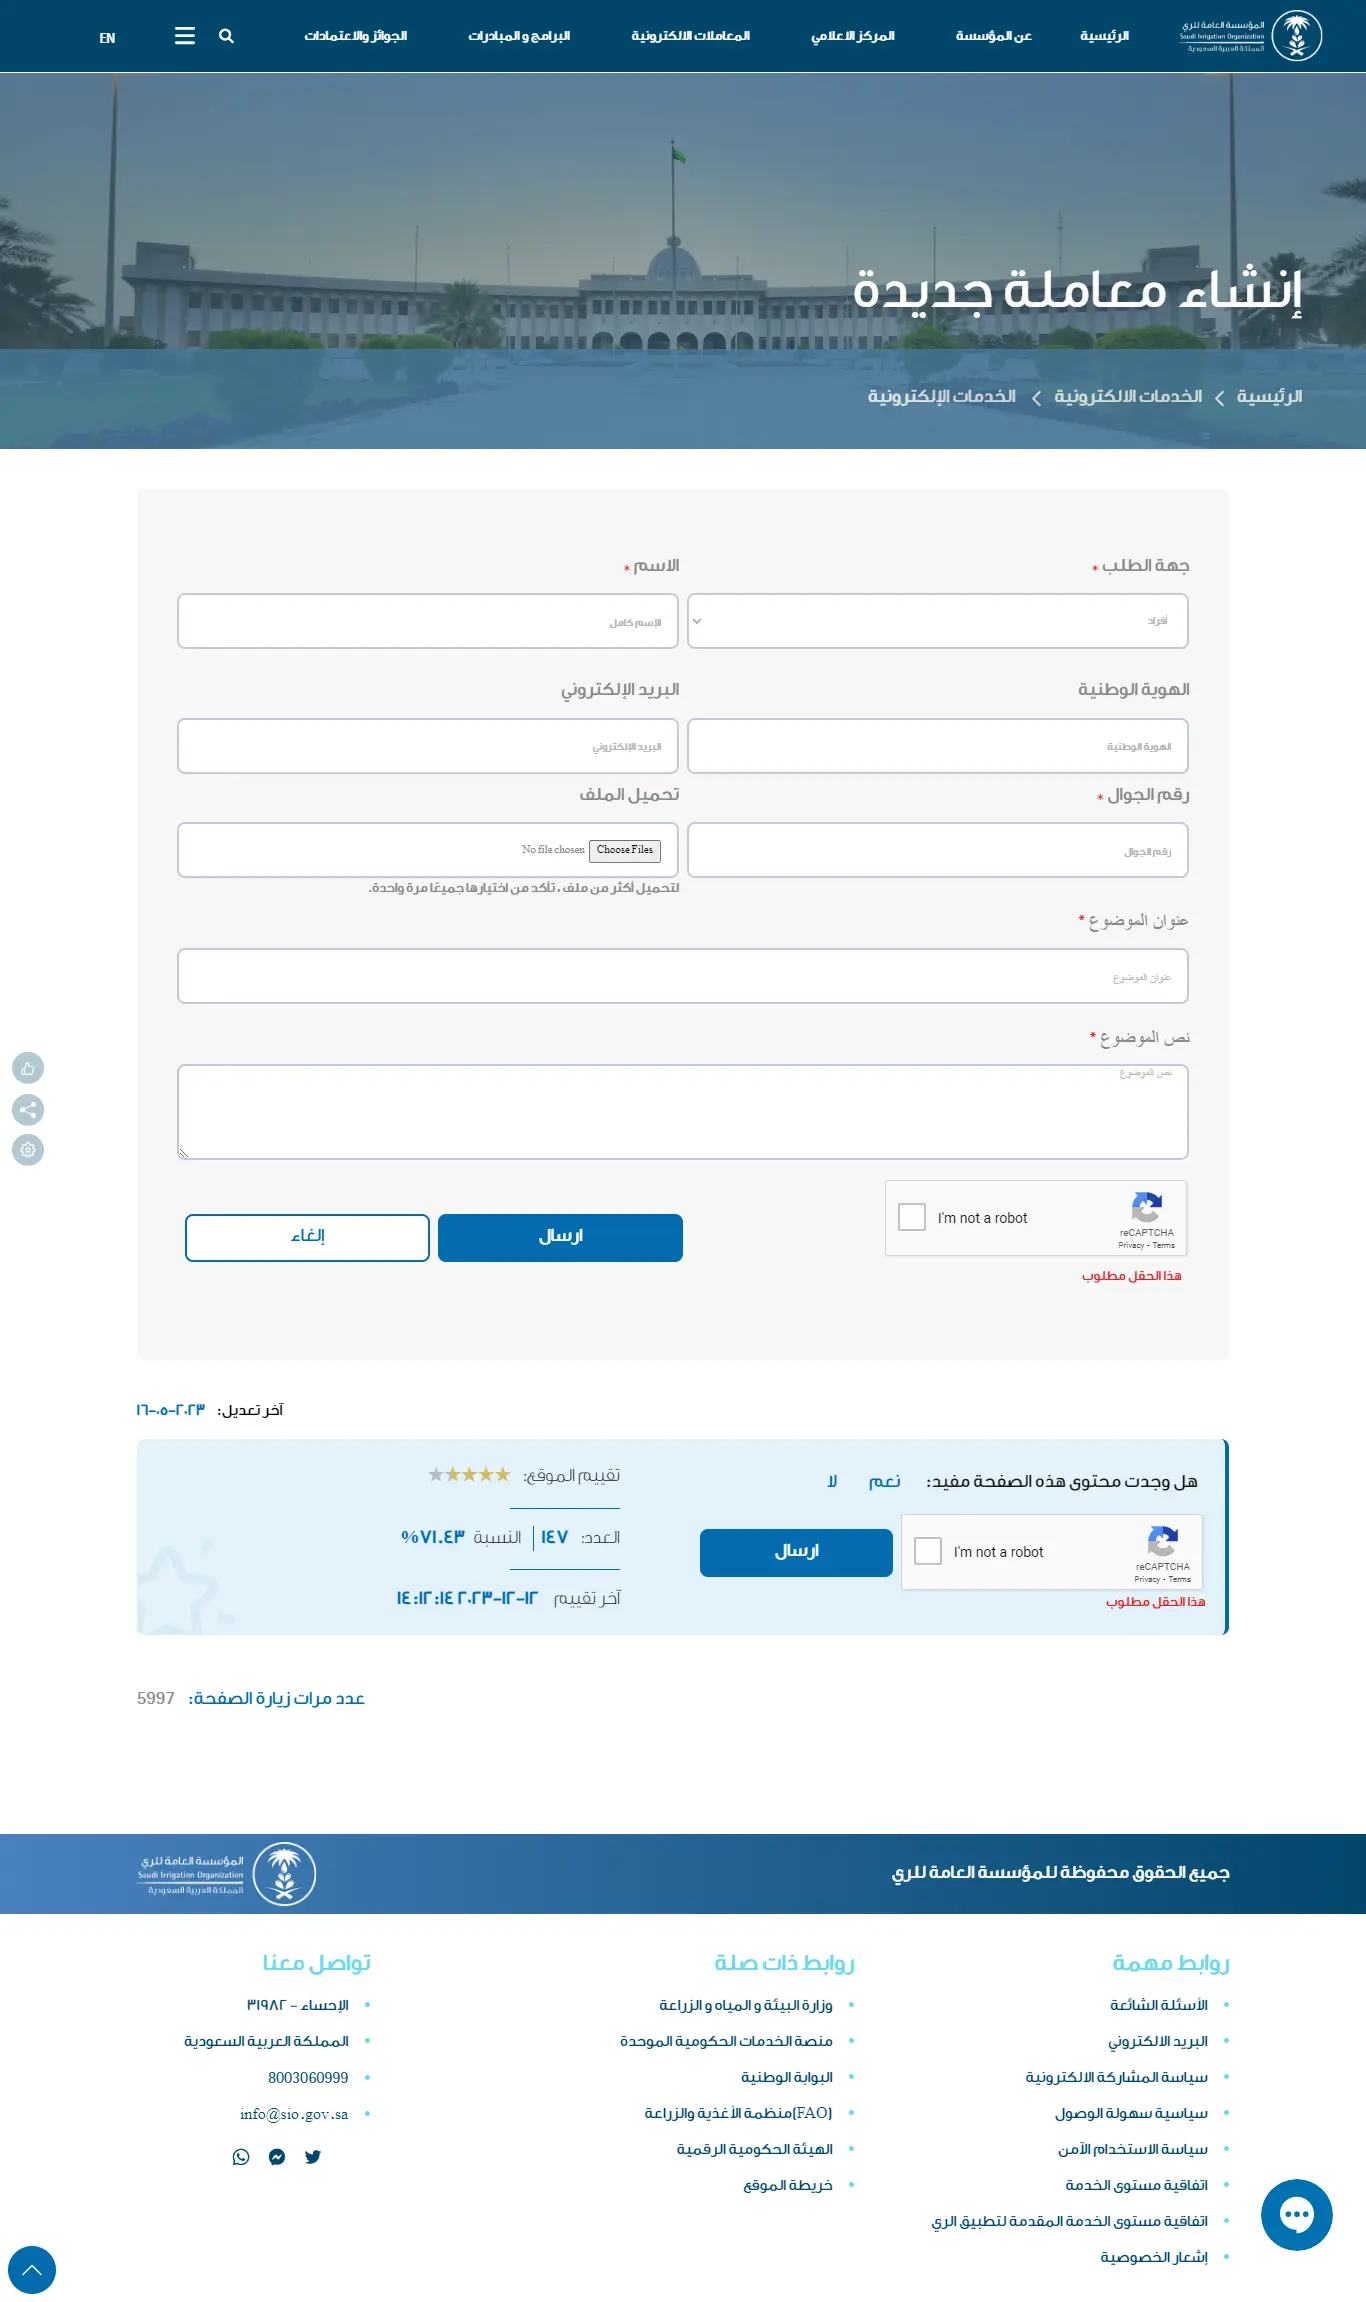 المؤسسة العامة للري
Saudi Irrigation Organization
المملكة العربية السعودية
الرئيسية
عن المؤسسة
المركز الاعلامي
المعاملات الالكترونية
البرامج و المبادرات
الجوائز والاعتمادات
EN
إنشاء معاملة جديدة
الرئيسية
الخدمات الالكترونية
الخدمات الإلكترونية
جهة الطلب *
الاسم *
أفراد
الإسم كامل
الهوية الوطنية
البريد الإلكتروني
الهوية الوطنية
البريد الإلكتروني
رقم الجوال *
تحميل الملف
رقم الجوال
Choose Files No file chosen
لتحميل أكثر من ملف ، تأكد من اختيارها جميعًا مرة واحدة.
عنوان الموضوع *
عنوان الموضوع
نص الموضوع *
نص الموضوع
I'm not a robot
reCAPTCHA
Privacy - Terms
ارسال
إلغاء
هذا الحقل مطلوب
آخر تعديل: ٢٠٢٣-٠٥-١٦
هل وجدت محتوى هذه الصفحة مفيد: نعم لا
I'm not a robot
reCAPTCHA
Privacy - Terms
ارسال
هذا الحقل مطلوب
تقييم الموقع:
العدد: ١٤٧ النسبة ٧١.٤٣%
آخر تقييم ١٢-١٢-٢٠٢٣ ١٤:١٢:١٤
عدد مرات زيارة الصفحة: 5997
جميع الحقوق محفوظة للمؤسسة العامة للري
المؤسسة العامة للري
Saudi Irrigation Organization
المملكة العربية السعودية
روابط مهمة
الأسئلة الشائعة
البريد الالكتروني
سياسة المشاركة الالكترونية
سياسية سهولة الوصول
سياسة الاستخدام الآمن
اتفاقية مستوى الخدمة
اتفاقية مستوى الخدمة المقدمة لتطبيق الري
إشعار الخصوصية
روابط ذات صلة
وزارة البيئة و المياه و الزراعة
منصة الخدمات الحكومية الموحدة
البوابة الوطنية
(FAO)منظمة الأغذية والزراعة
الهيئة الحكومية الرقمية
خريطة الموقع
تواصل معنا
الإحساء - ٣١٩٨٢
المملكة العربية السعودية
8003060999
info@sio.gov.sa